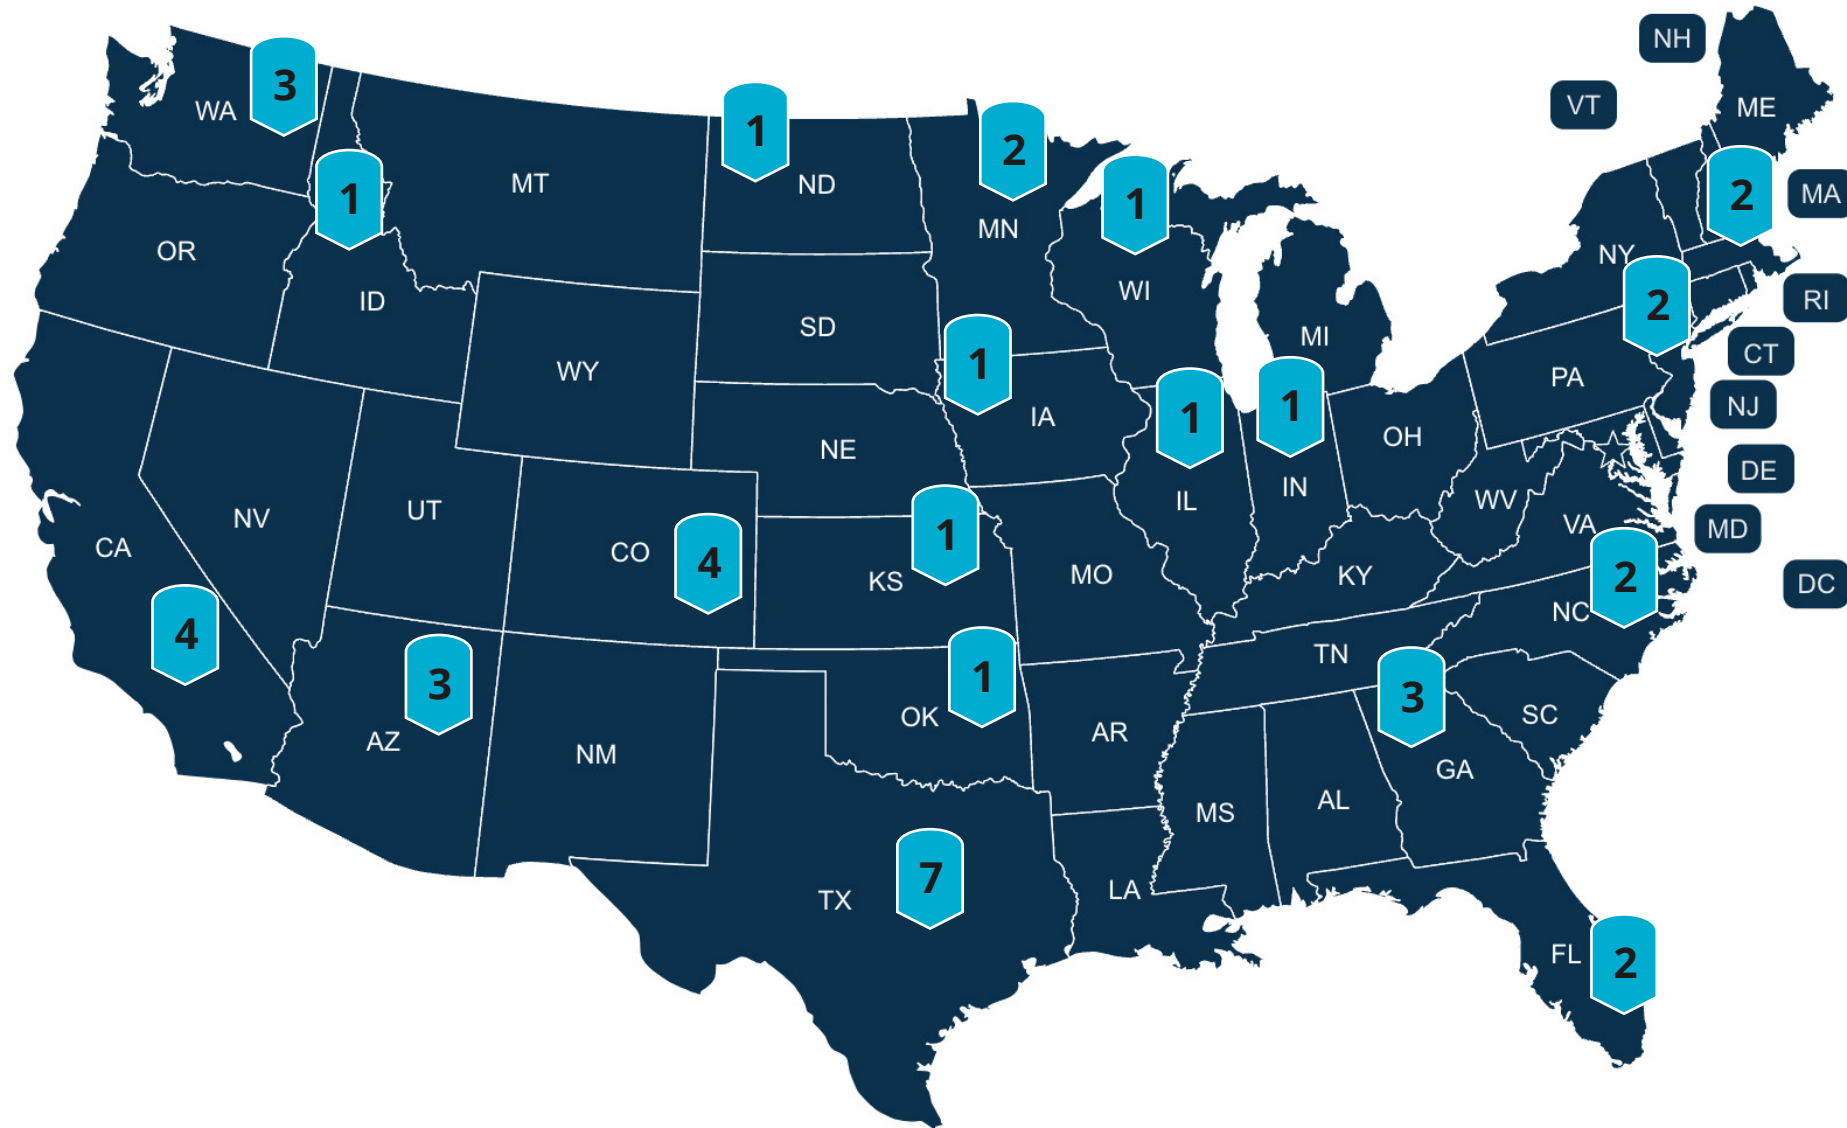 NH
3
VT
ME
WA
1
2
MT
ND
1
1
2
MA
MN
OR
NY
WI
RI
ID
2
SD
MI
CT
WY
1
PA
1
1
NJ
IA
OH
NE
DE
IL
IN
WV
NV
UT
VA
MD
CA
CO
4
1
KS
MO
KY
2
DC
NC
4
TN
3
1
3
OK
SC
AZ
AR
NM
GA
AL
MS
7
LA
TX
FL
2